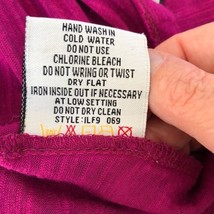 HAND WASH IN
COLD WATER
DO NOT USE
CHLORINE BLEACH
DO NOT WRING OR TWIST
DRY FLAT
IRON INSIDE OUT IF NECESSARY
AT LOW SETTING
DO NOT DRY CLEAN
STYLE:ILF9 069